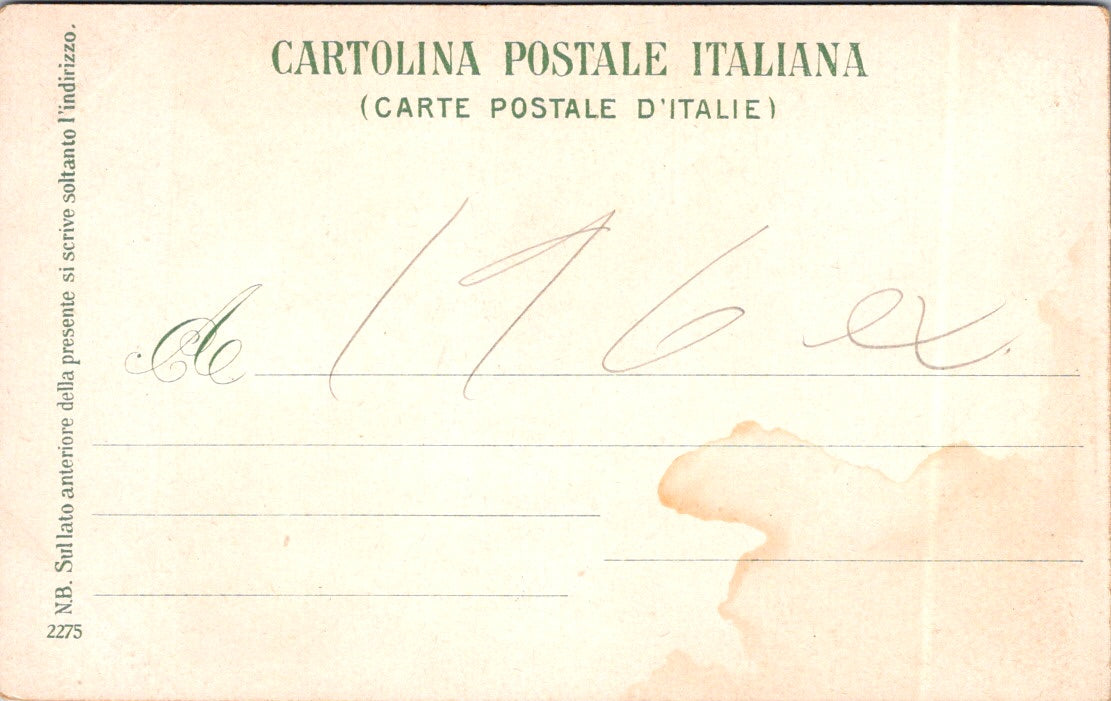 CARTOLINA POSTALE ITALIANA
(CARTE POSTALE D'ITALIE)
A
N.B. Sul lato anteriore della presente si scrive soltanto l'indirizzo.
2275